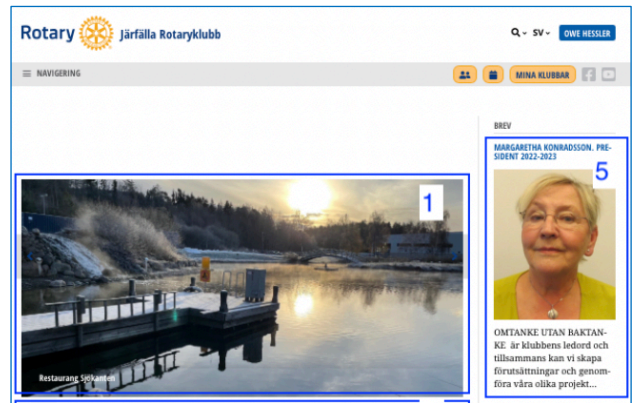 Rotary Järfälla Rotaryklubb
SV
OWE HESSLER
NAVIGERING
MINA KLUBBAR
BREV
MARGARETHA KONRADSSON. PRE-
SIDENT 2022-2023
5
1
Restaurang Sjökanten
OMTANKE UTAN BAKTAN-
KE är klubbens ledord och
tillsammans kan vi skapa
förutsättningar och genom-
föra våra olika projekt...